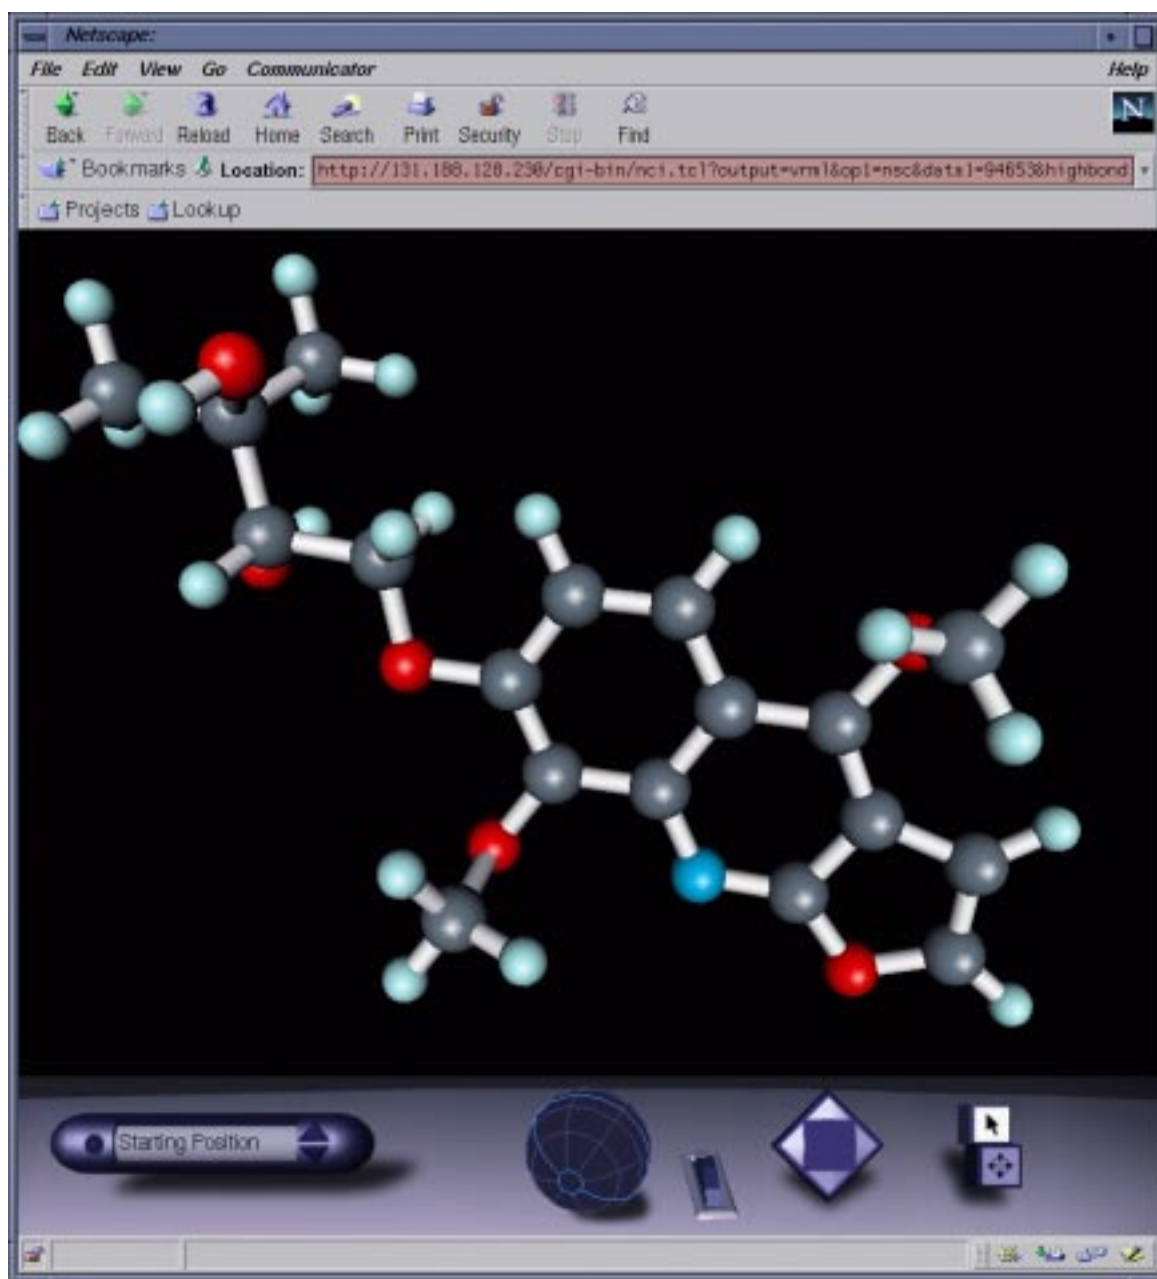 Netscape:
File Edit View Go Communicator Help
Back Forward Reload Home Search Print Security Stop Find N
Bookmarks Location: http://131.188.128.230/cgi-bin/nci.tcl?output=vrml&op1=nsc&data1=94653&highbond
Projects Lookup
Starting Position